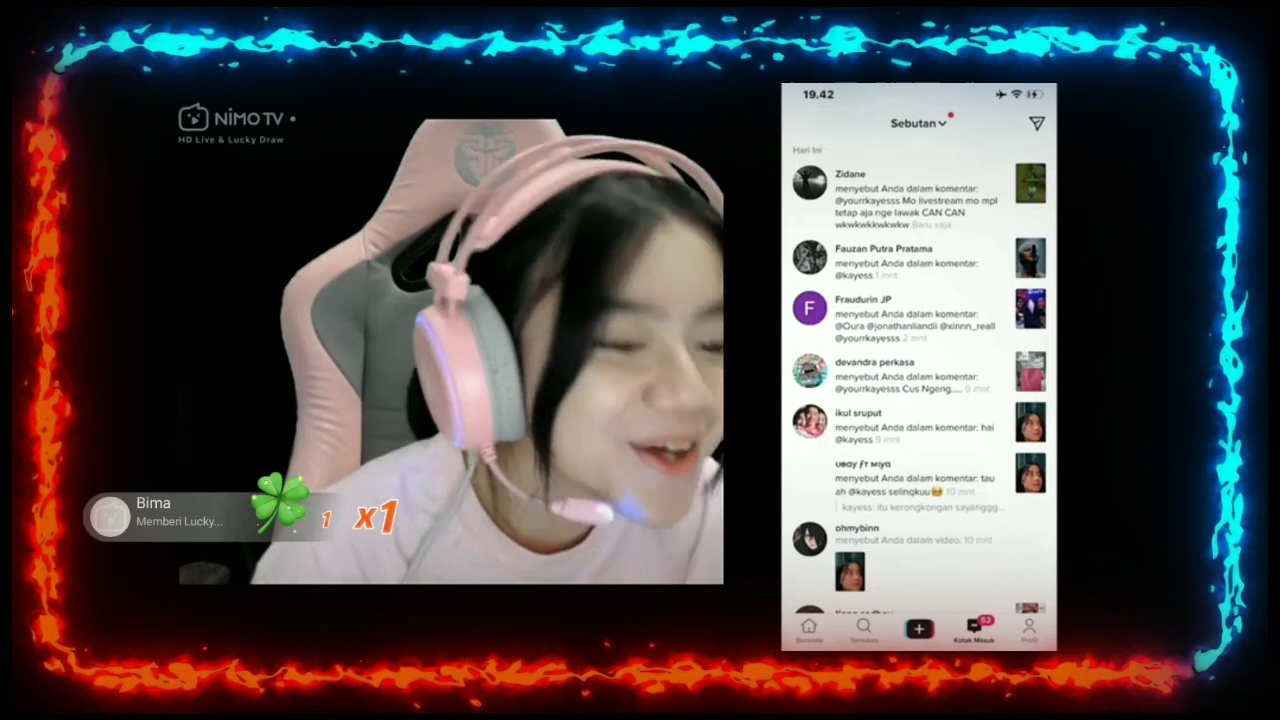 NIMO TV
HD Live & Lucky Draw
Bima
Memberi Lucky...
1 x1
19.42
Sebutan
Hari Ini
Zidane
menyebut Anda dalam komentar:
@yourrkayesss Mo livestream mo mpl
tetap aja nge lawak CAN CAN
wkwkwkkwkwkw Baru saja
Fauzan Putra Pratama
menyebut Anda dalam komentar:
@kayess 1 mnt
F
Fraudurin JP
menyebut Anda dalam komentar:
@Oura @jonathanliandii @xinnn_reall
@yourrkayesss 2 mnt
devandra perkasa
menyebut Anda dalam komentar:
@yourrkayesss Cus Ngeng..... 9 mnt
ikul sruput
menyebut Anda dalam komentar: hai
@kayess 9 mnt
ᴜʙay ƒт мιya
menyebut Anda dalam komentar: tau
ah @kayess selinqkuu🥹 10 mnt
kayess: itu kerongkongan sayanggg...
ohmybinn
menyebut Anda dalam video. 10 mnt
52
Beranda
Temukan
Kotak Masuk
Profil